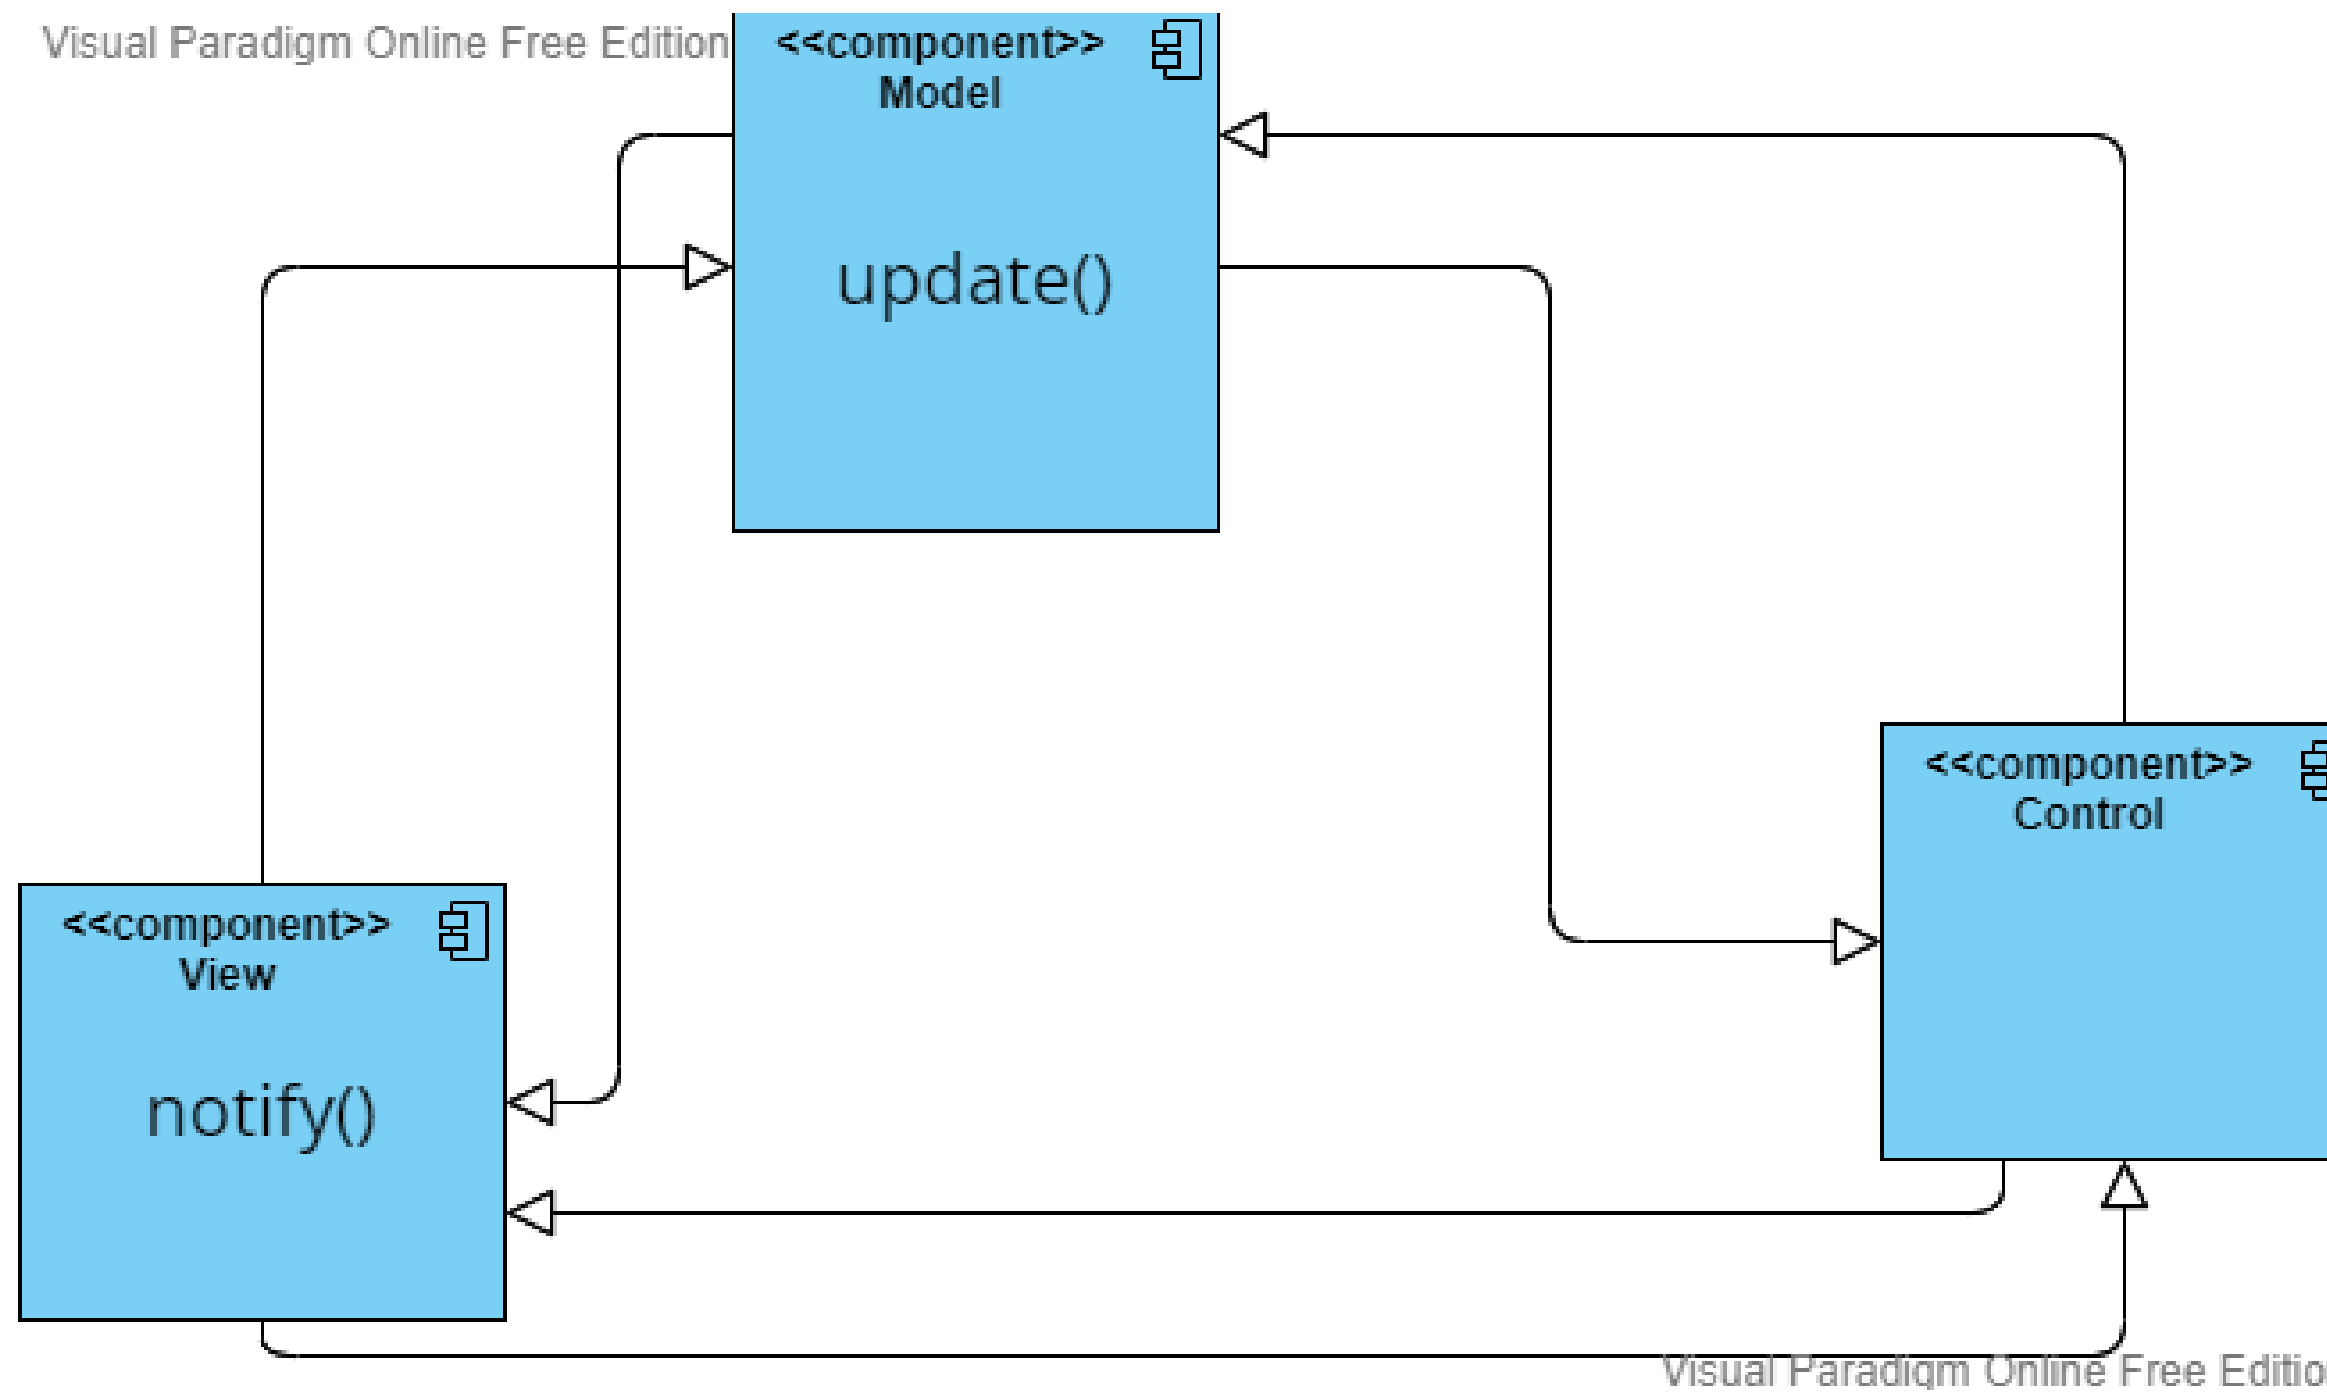 Visual Paradigm Online Free Edition
<<component>>
Model
update()
<<component>>
Control
<<component>>
View
notify()
Visual Paradigm Online Free Editio